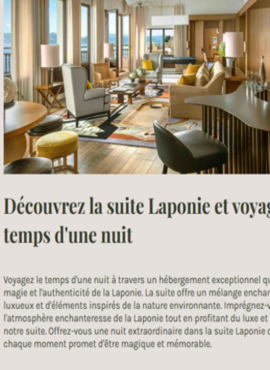 Découvrez la suite Laponie et voyag
temps d'une nuit
Voyagez le temps d'une nuit à travers un hébergement exceptionnel qu
magie et l'authenticité de la Laponie. La suite offre un mélange enchan
luxueux et d'éléments inspirés de la nature environnante. Imprégnez-v
l'atmosphère enchanteresse de la Laponie tout en profitant du luxe et
notre suite. Offrez-vous une nuit extraordinaire dans la suite Laponie o
chaque moment promet d'être magique et mémorable.